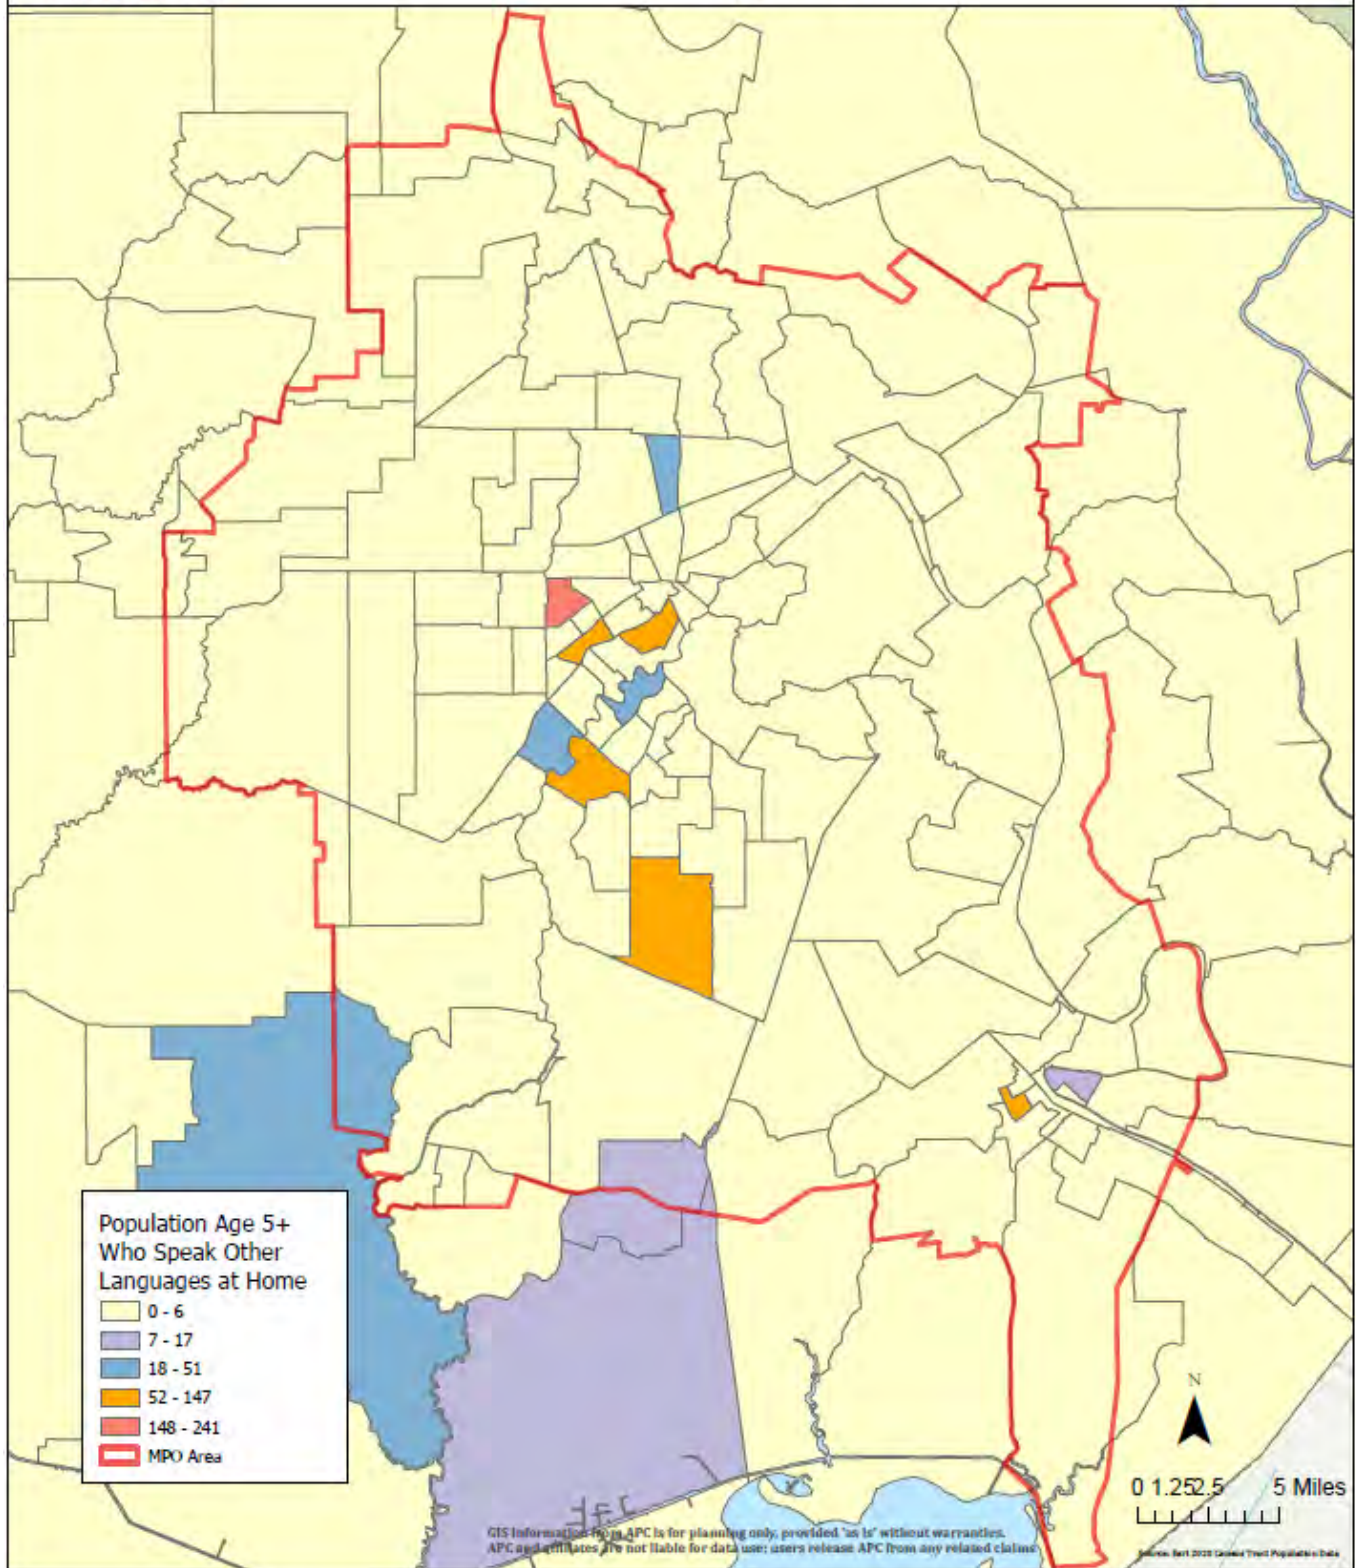 Population Age 5+
Who Speak Other
Languages at Home
0 - 6
7 - 17
18 - 51
52 - 147
148 - 241
MPO Area
N
0 1.25 2.5 5 Miles
GIS Information from APC is for planning only, provided "as is" without warranties.
APC and affiliates are not liable for data use; users release APC from any related claims
Population Data